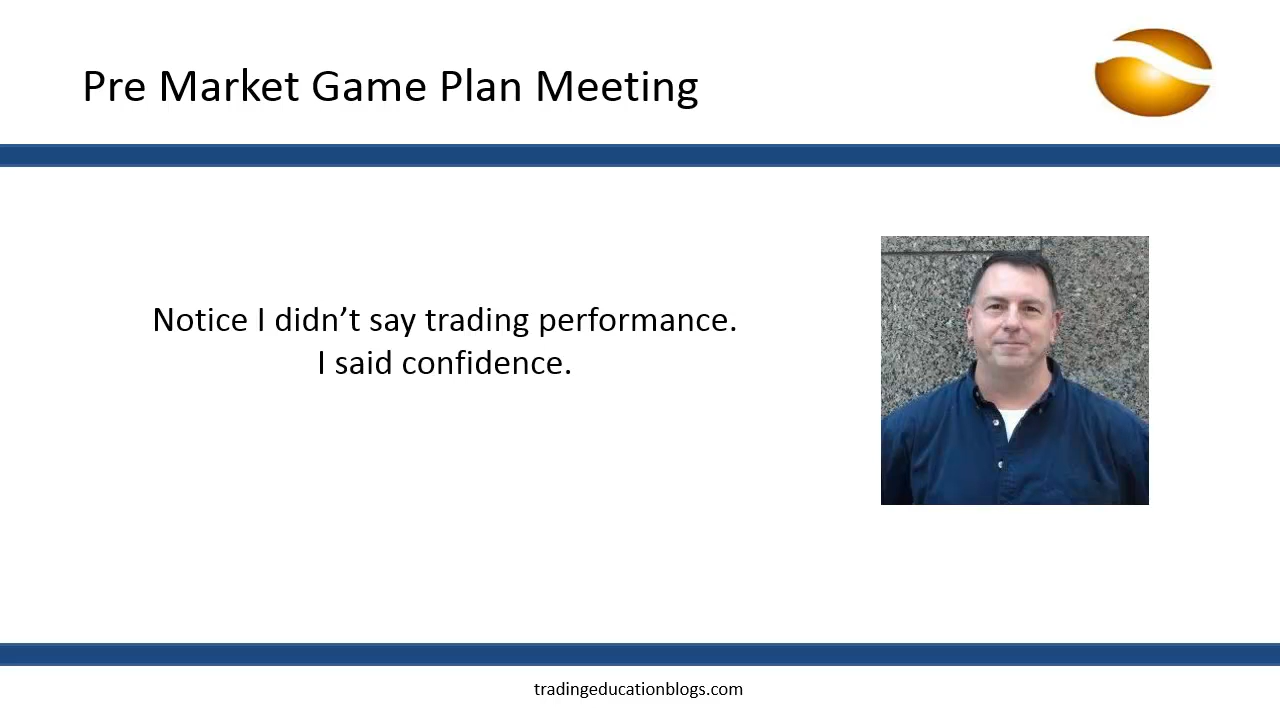 Pre Market Game Plan Meeting
Notice I didn’t say trading performance.
I said confidence.
tradingeducationblogs.com